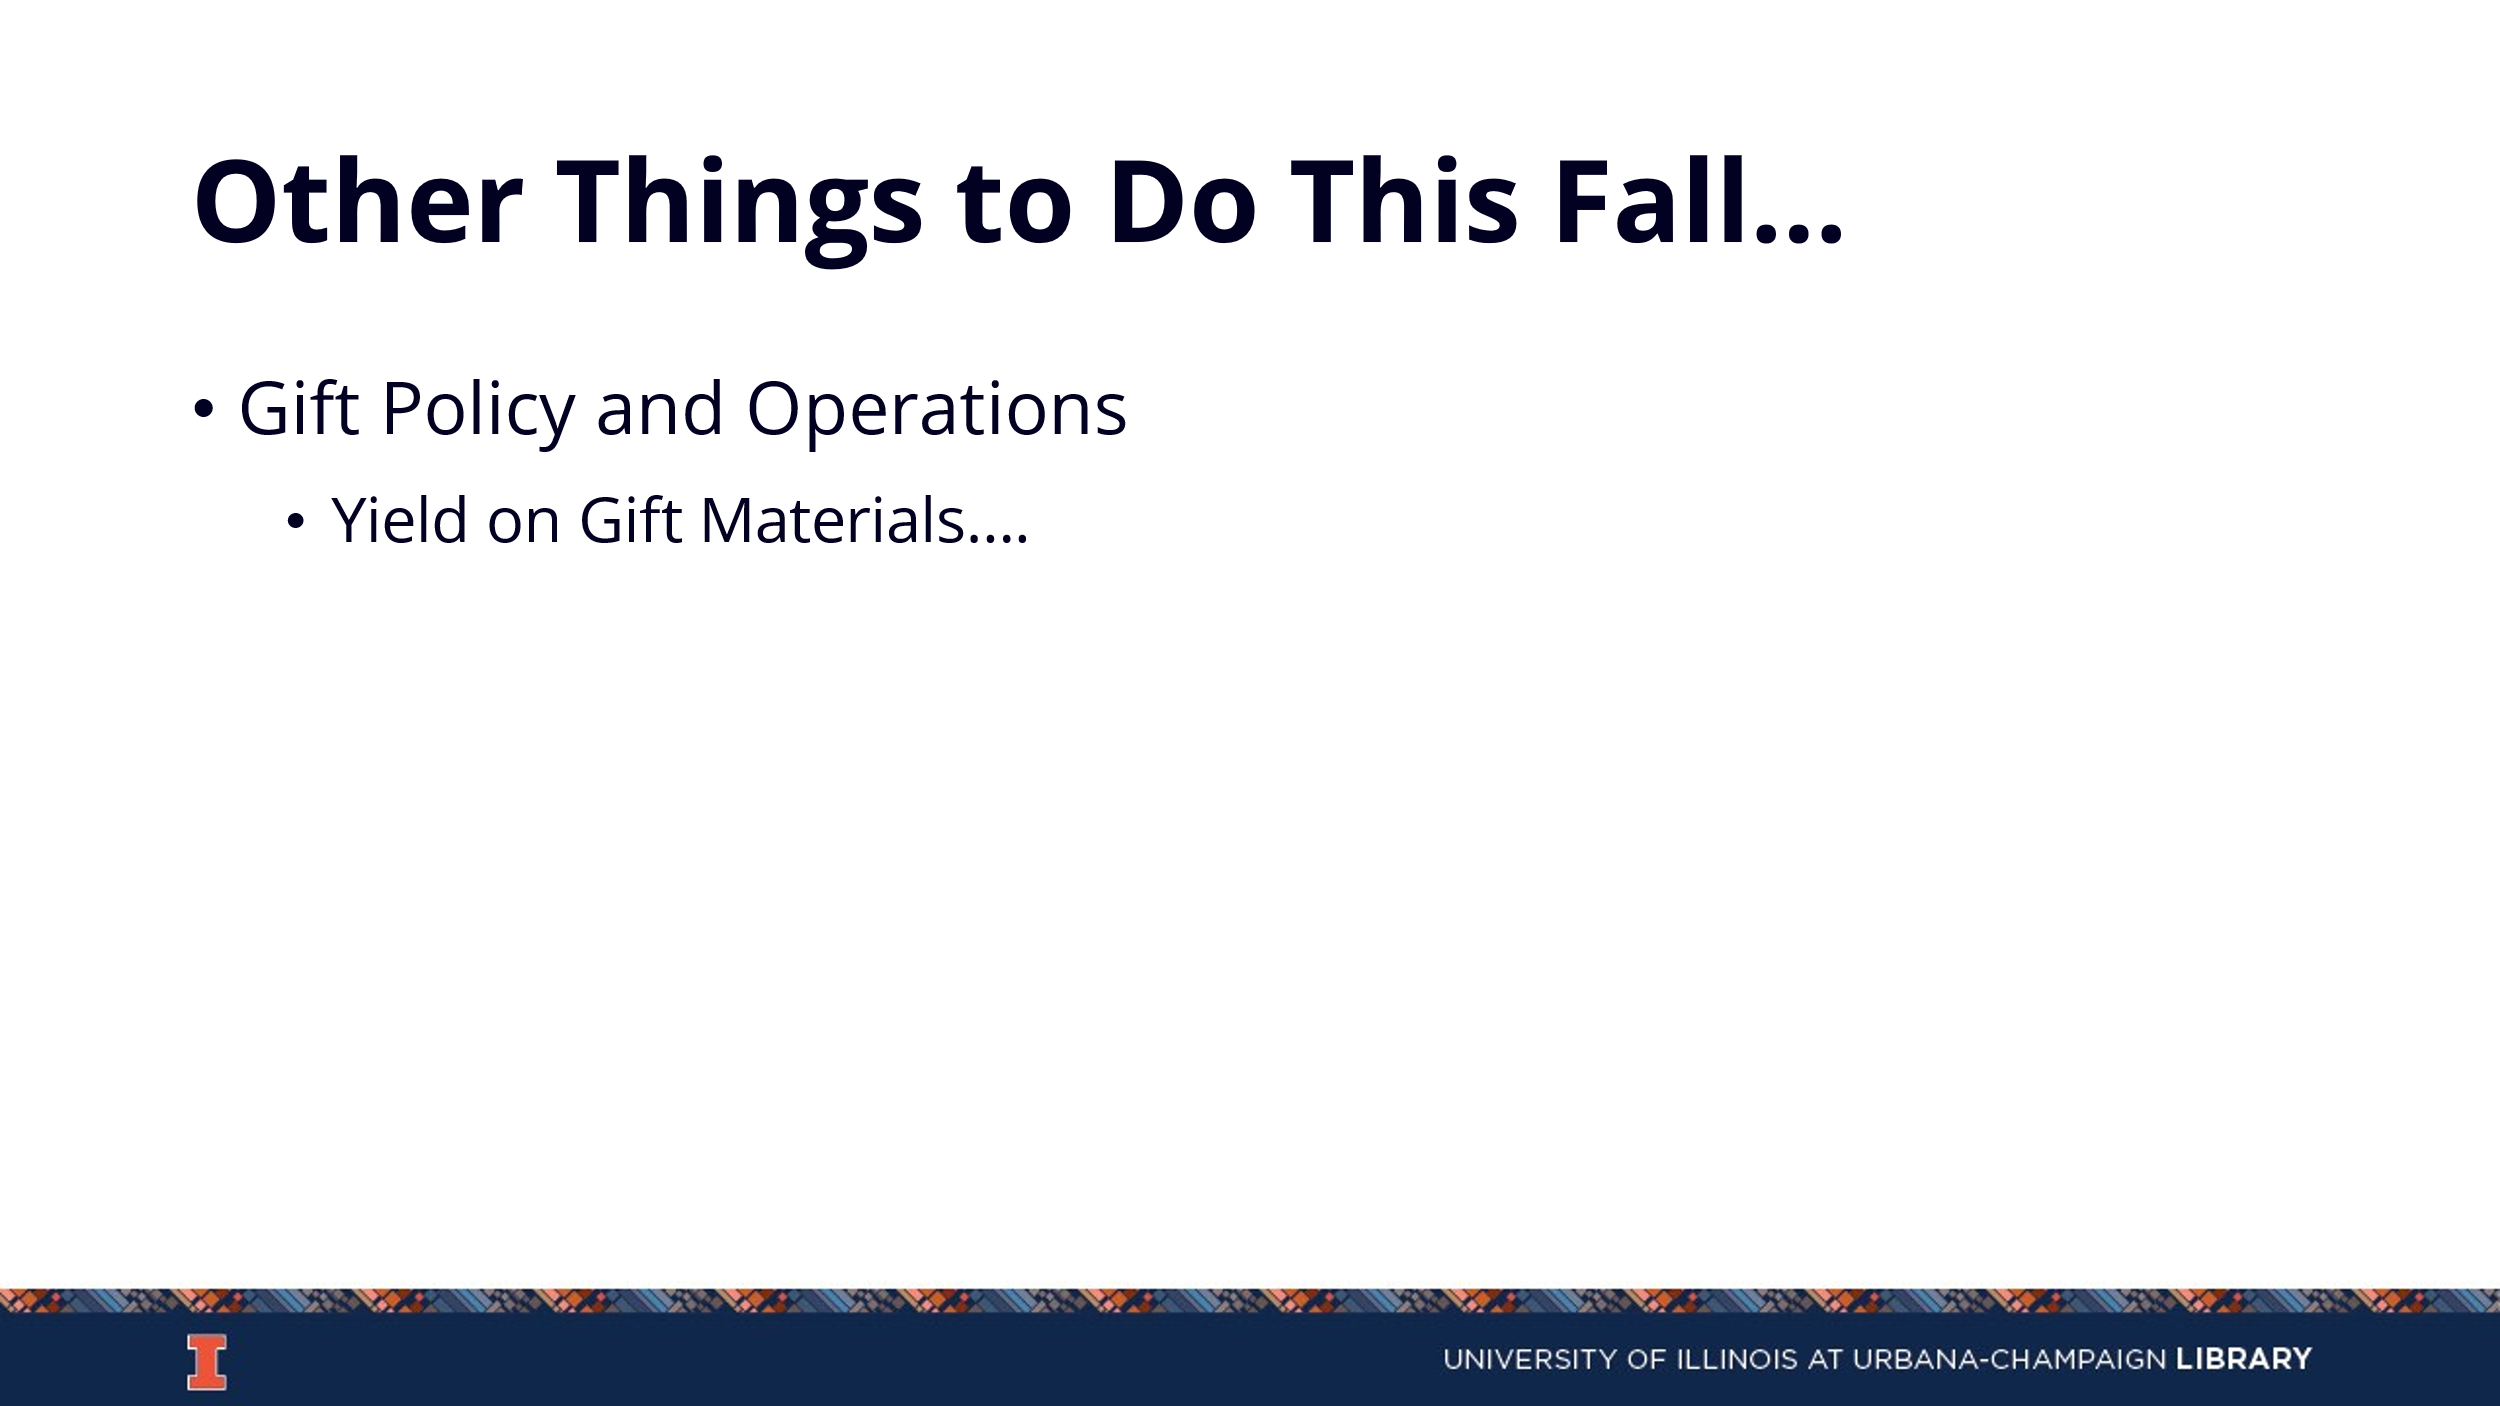 Other Things to Do This Fall…
• Gift Policy and Operations
• Yield on Gift Materials….
I
UNIVERSITY OF ILLINOIS AT URBANA-CHAMPAIGN LIBRARY